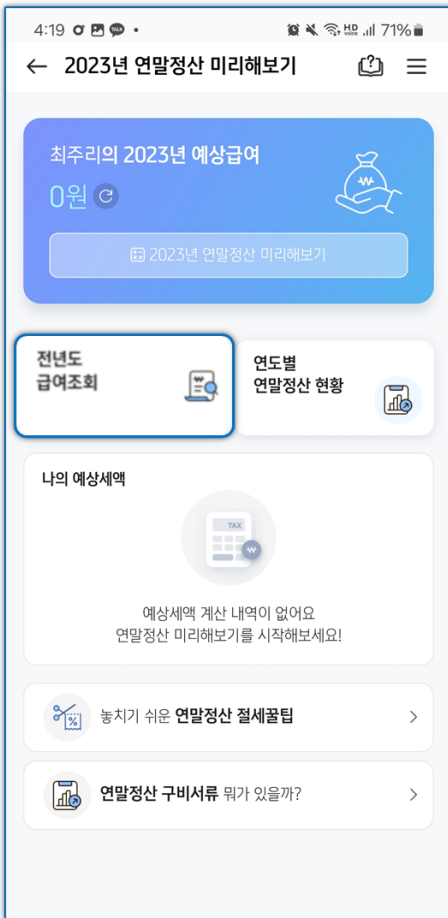 4:19
HD VOICE 71%
2023년 연말정산 미리해보기
?
최주리의 2023년 예상급여
₩
0원
2023년 연말정산 미리해보기
전년도
급여조회
₩
연도별
연말정산 현황
나의 예상세액
TAX
₩
예상세액 계산 내역이 없어요
연말정산 미리해보기를 시작해보세요!
%
놓치기 쉬운 연말정산 절세꿀팁
연말정산 구비서류 뭐가 있을까?